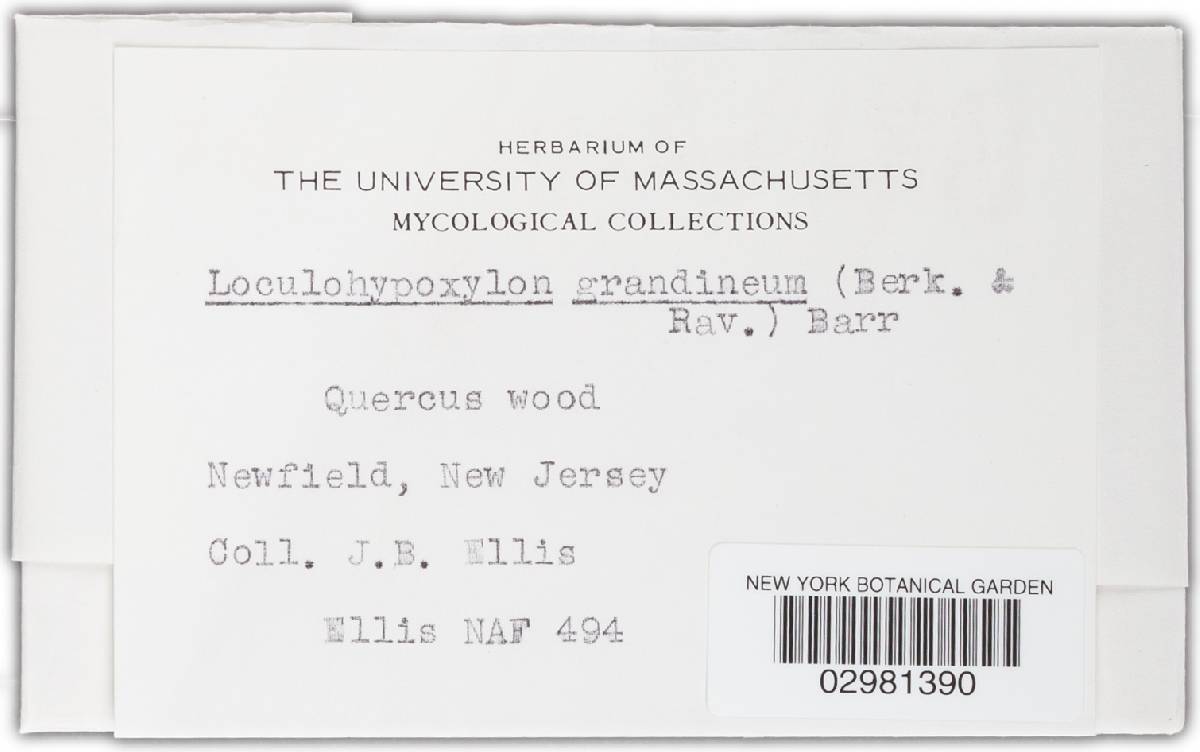 HERBARIUM OF
THE UNIVERSITY OF MASSACHUSETTS
MYCOLOGICAL COLLECTIONS
Loculohypoxylon grandineum (Berk. &
Rav.) Barr
Quercus wood
Newfield, New Jersey
Coll. J.B. Ellis
Ellis NAF 494
NEW YORK BOTANICAL GARDEN
02981390